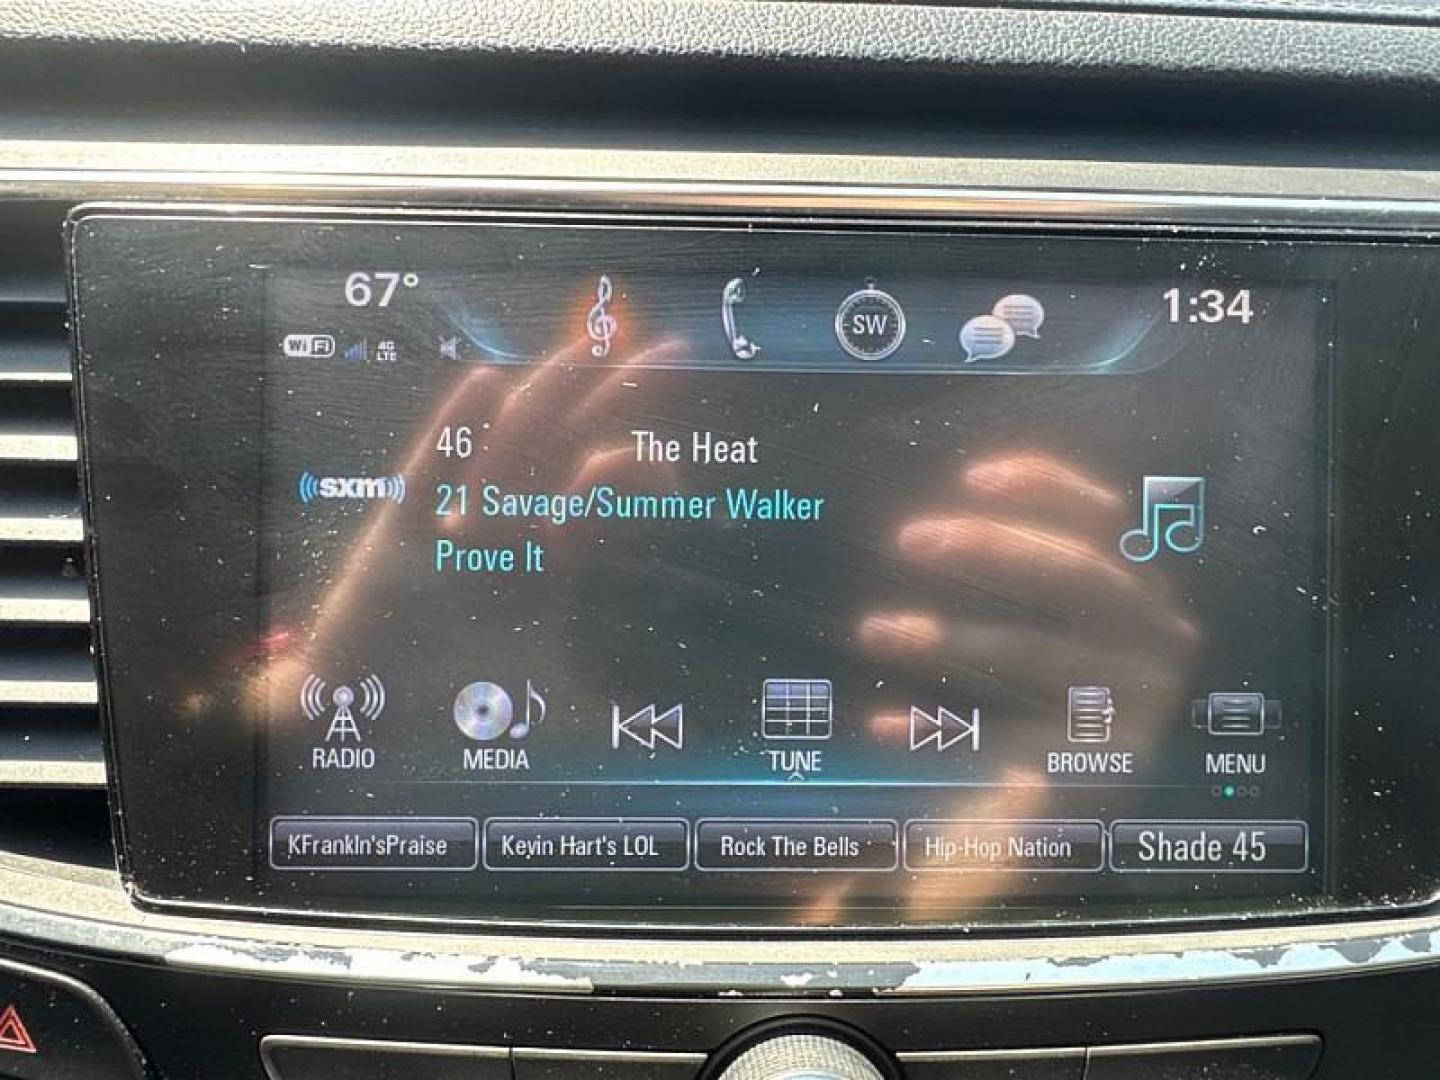 67°
1:34
SW
WiFi 4G LTE
46 The Heat
((sxm))
21 Savage/Summer Walker
Prove It
RADIO MEDIA TUNE BROWSE MENU
KFrankln'sPraise Kevin Hart's LOL Rock The Bells Hip-Hop Nation Shade 45